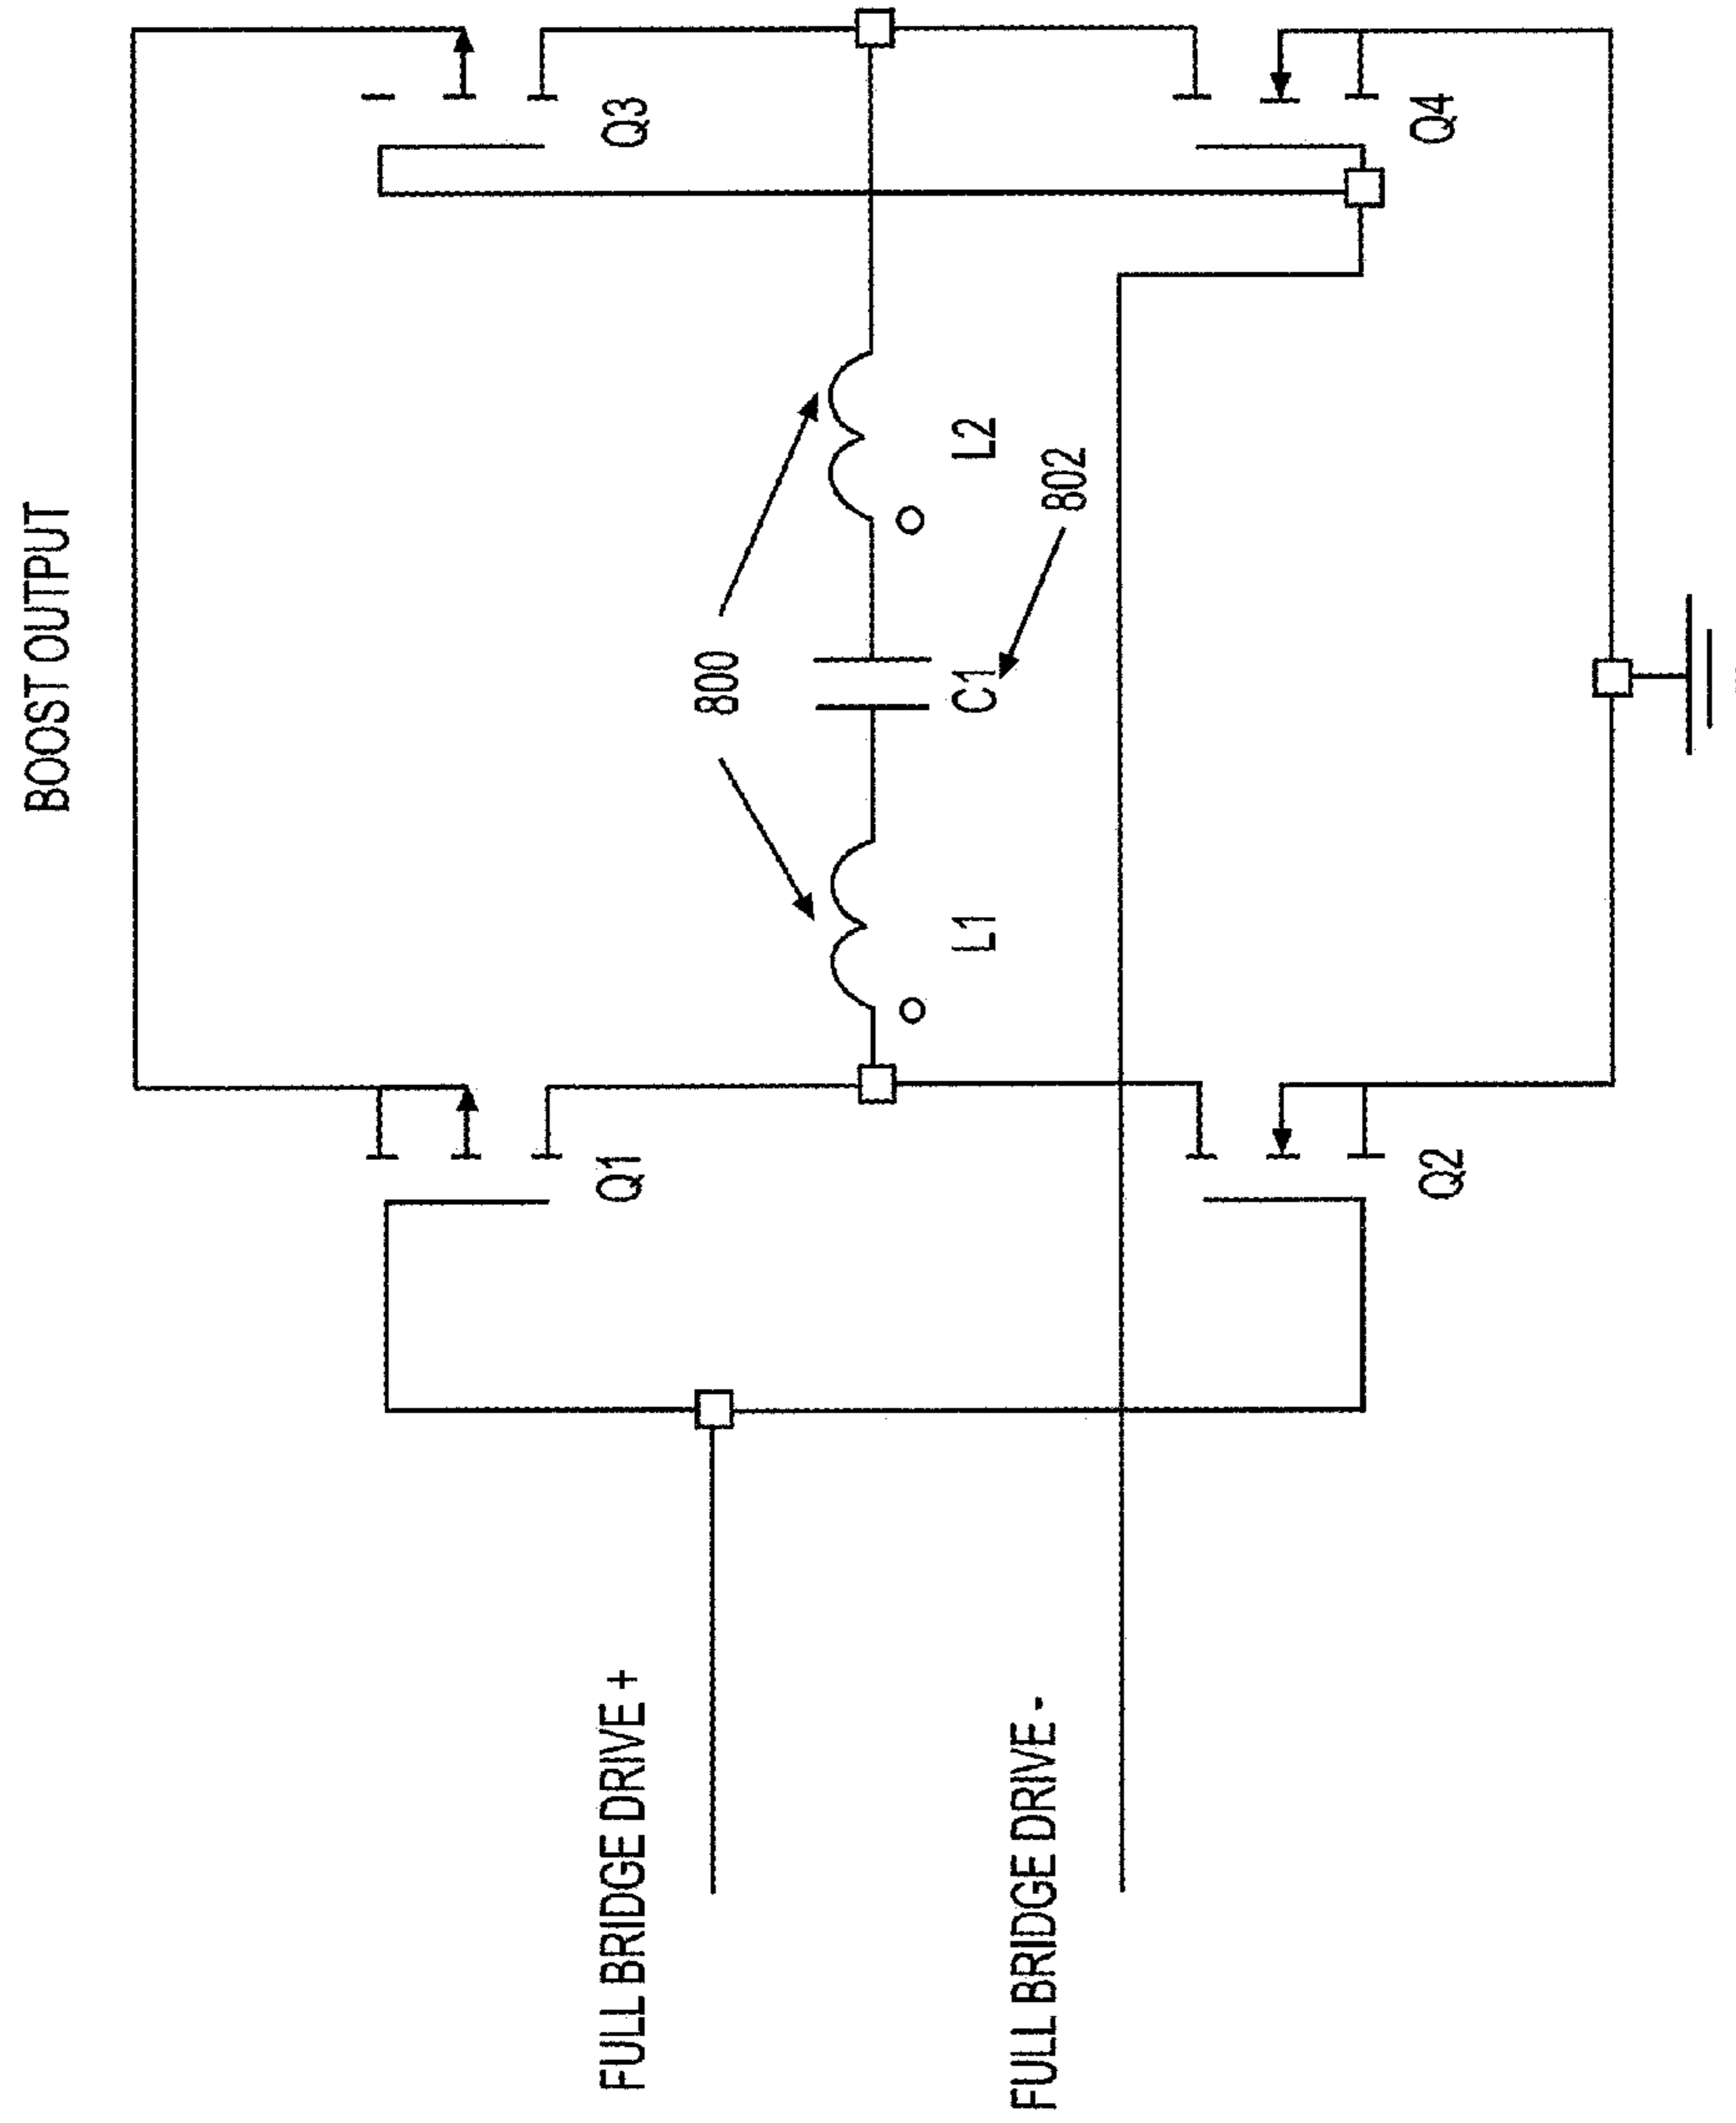 BOOST OUTPUT
Q3
Q4
800
L2
802
C1
L1
Q1
Q2
FULL BRIDGE DRIVE +
FULL BRIDGE DRIVE -